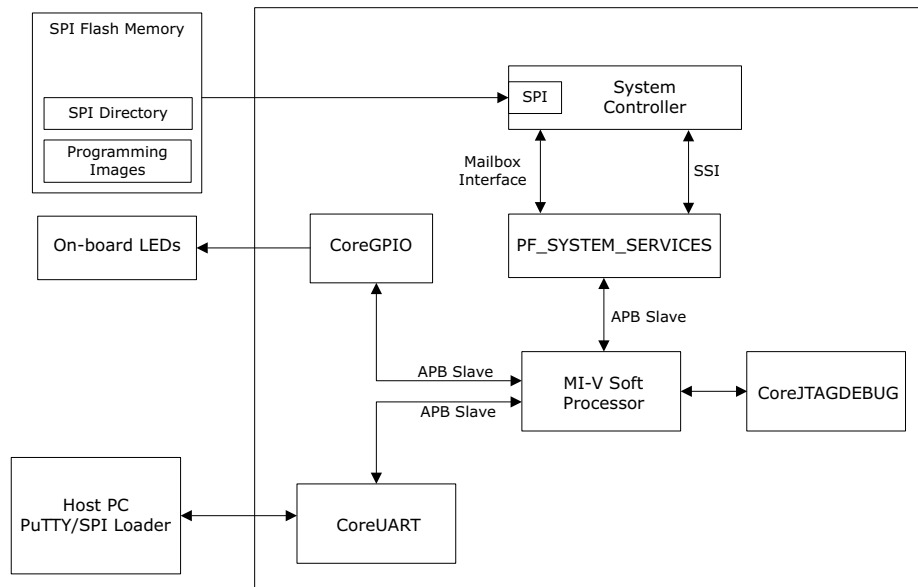 SPI Flash Memory
SPI Directory
Programming
Images
SPI
System
Controller
Mailbox
Interface
SSI
On-board LEDs
CoreGPIO
PF_SYSTEM_SERVICES
APB Slave
APB Slave
MI-V Soft
Processor
CoreJTAGDEBUG
APB Slave
Host PC
PuTTY/SPI Loader
CoreUART